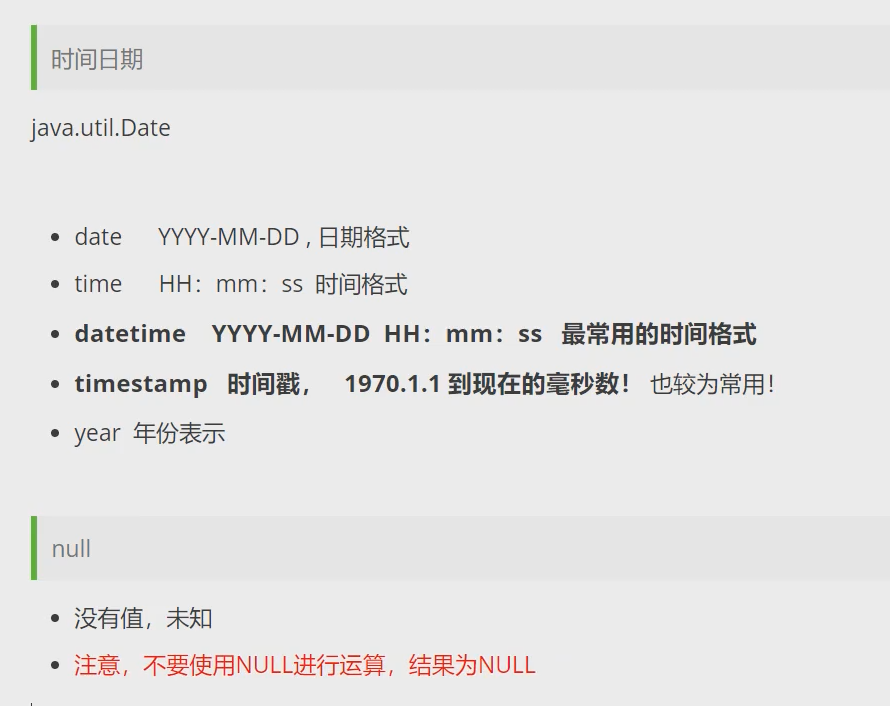 时间日期
java.util.Date
date YYYY-MM-DD , 日期格式
time HH：mm：ss 时间格式
datetime YYYY-MM-DD HH：mm：ss 最常用的时间格式
timestamp 时间戳， 1970.1.1 到现在的毫秒数！ 也较为常用！
year 年份表示
null
没有值，未知
注意，不要使用NULL进行运算，结果为NULL